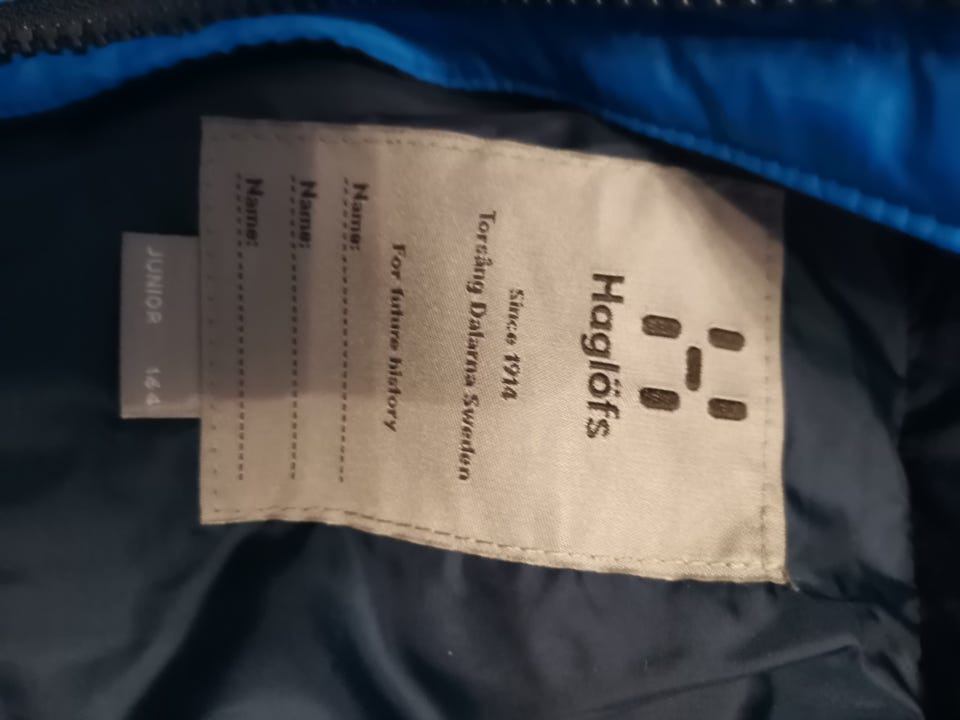 Haglöfs
Since 1914
Torsång Dalarna Sweden
For future history
Name:
Name:
Name:
JUNIOR 164